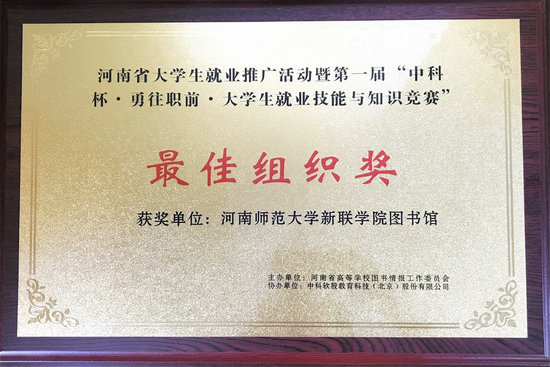 河南省大学生就业推广活动暨第一届“中科
杯·勇往职前·大学生就业技能与知识竞赛”
最佳组织奖
获奖单位：河南师范大学新联学院图书馆
主办单位：河南省高等学校图书情报工作委员会
协办单位：中科软股教育科技（北京）股份有限公司